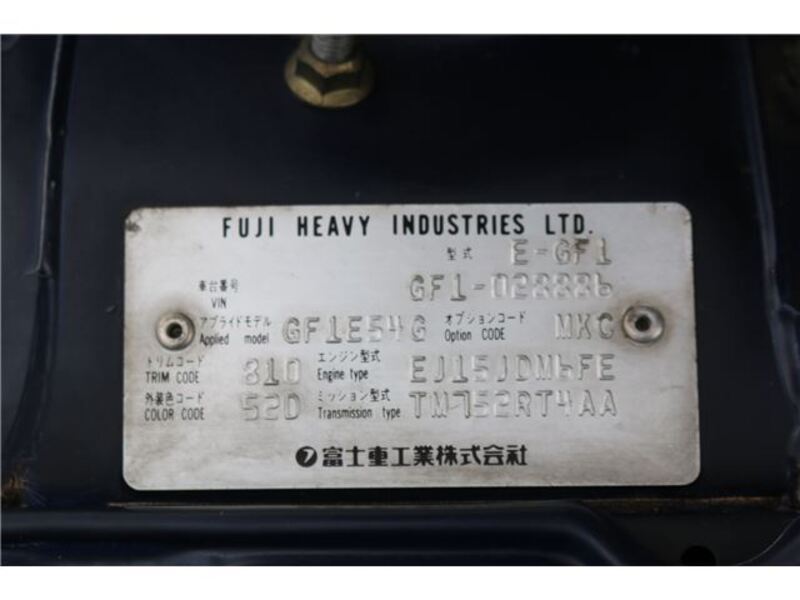 FUJI HEAVY INDUSTRIES LTD.
型式 E-GF1
車台番号 VIN GF1-028886
アプライドモデル Applied model GF1E54G オプションコード Option CODE MKC
トリムコード TRIM CODE 810 エンジン型式 Engine type EJ15JDM6FE
外装色コード COLOR CODE 52D ミッション型式 Transmission type TM752RT4AA
富士重工業株式会社